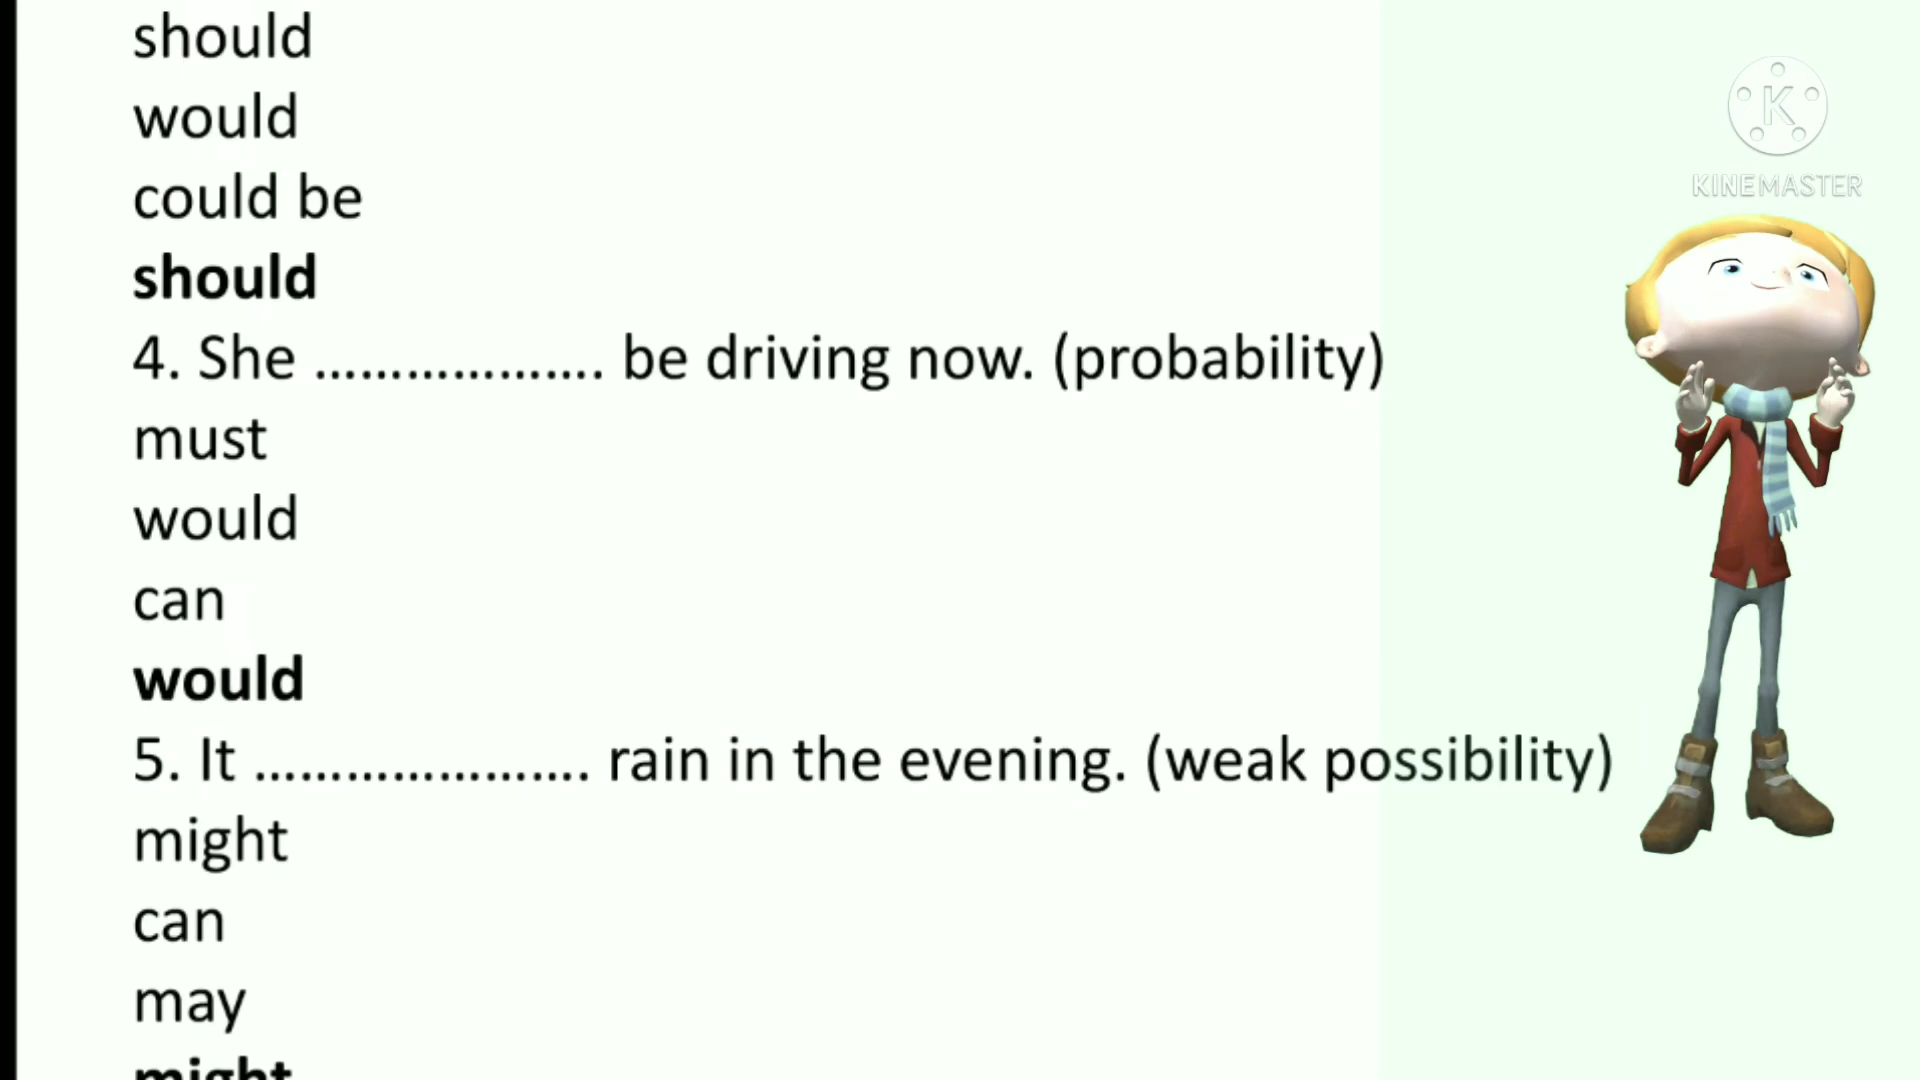 should
would
could be
should
4. She ................... be driving now. (probability)
must
would
can
would
5. It ...................... rain in the evening. (weak possibility)
might
can
may
might
K
KINEMASTER